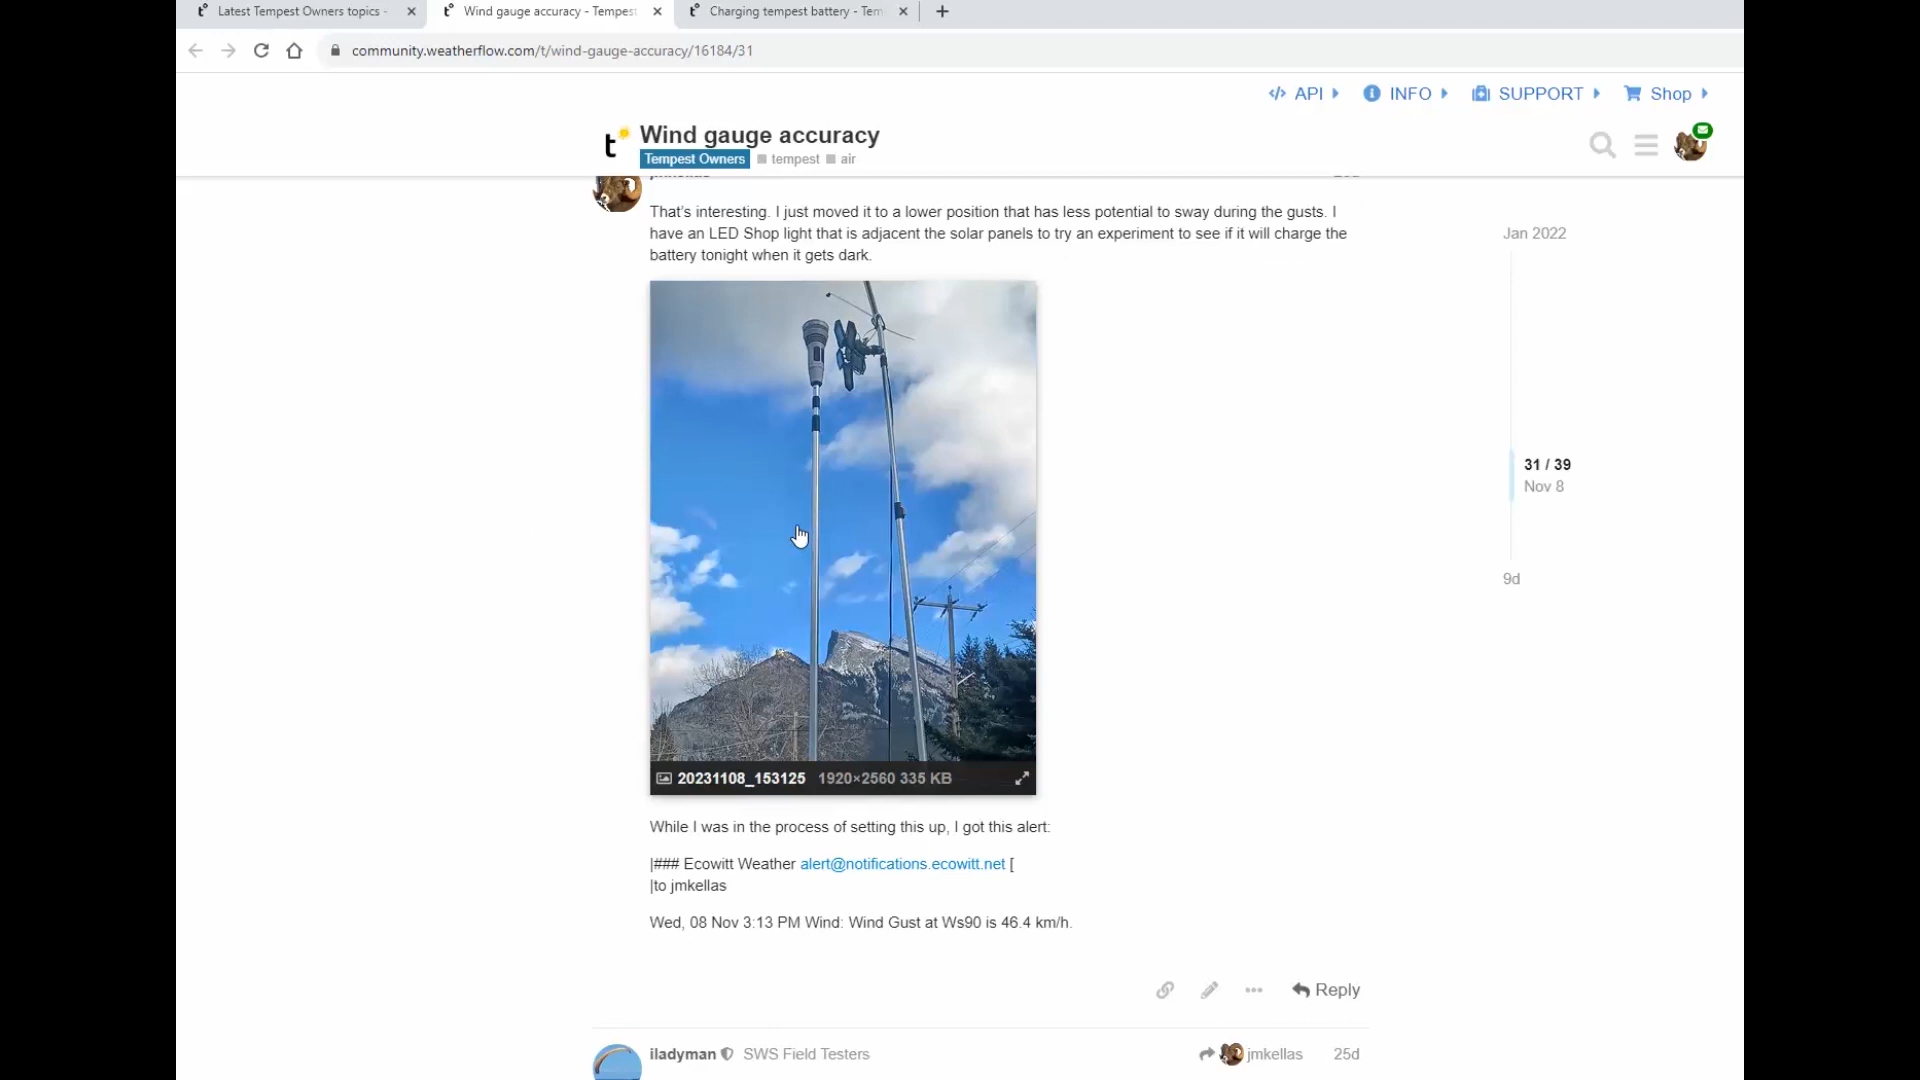 Latest Tempest Owners topics -
Wind gauge accuracy - Tempest
Charging tempest battery - Tem
community.weatherflow.com/t/wind-gauge-accuracy/16184/31
API INFO SUPPORT Shop
t Wind gauge accuracy
Tempest Owners tempest air
That's interesting. I just moved it to a lower position that has less potential to sway during the gusts. I
have an LED Shop light that is adjacent the solar panels to try an experiment to see if it will charge the
battery tonight when it gets dark.
Jan 2022
31 / 39
Nov 8
9d
20231108_153125 1920×2560 335 KB
While I was in the process of setting this up, I got this alert:
|### Ecowitt Weather alert@notifications.ecowitt.net [
|to jmkellas
Wed, 08 Nov 3:13 PM Wind: Wind Gust at Ws90 is 46.4 km/h.
Reply
iladyman SWS Field Testers jmkellas 25d